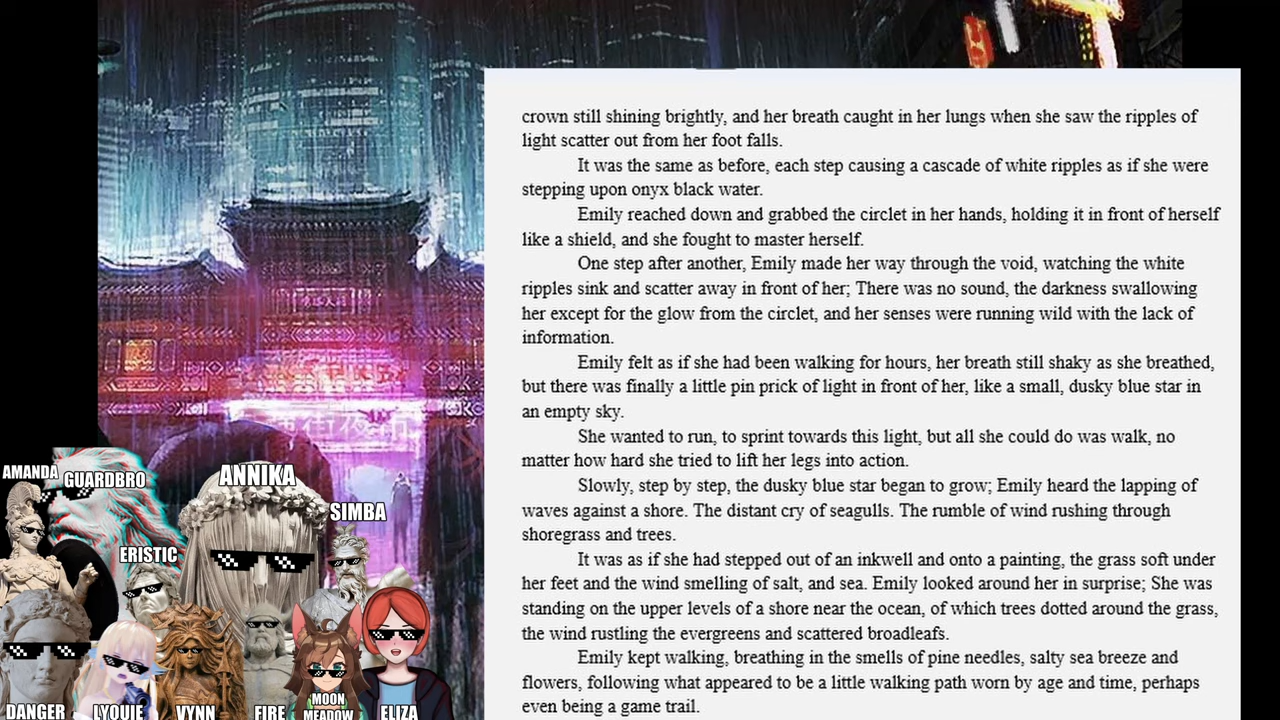 crown still shining brightly, and her breath caught in her lungs when she saw the ripples of
light scatter out from her foot falls.
It was the same as before, each step causing a cascade of white ripples as if she were
stepping upon onyx black water.
Emily reached down and grabbed the circlet in her hands, holding it in front of herself
like a shield, and she fought to master herself.
One step after another, Emily made her way through the void, watching the white
ripples sink and scatter away in front of her; There was no sound, the darkness swallowing
her except for the glow from the circlet, and her senses were running wild with the lack of
information.
Emily felt as if she had been walking for hours, her breath still shaky as she breathed,
but there was finally a little pin prick of light in front of her, like a small, dusky blue star in
an empty sky.
She wanted to run, to sprint towards this light, but all she could do was walk, no
matter how hard she tried to lift her legs into action.
Slowly, step by step, the dusky blue star began to grow; Emily heard the lapping of
waves against a shore. The distant cry of seagulls. The rumble of wind rushing through
shoregrass and trees.
It was as if she had stepped out of an inkwell and onto a painting, the grass soft under
her feet and the wind smelling of salt, and sea. Emily looked around her in surprise; She was
standing on the upper levels of a shore near the ocean, of which trees dotted around the grass,
the wind rustling the evergreens and scattered broadleafs.
Emily kept walking, breathing in the smells of pine needles, salty sea breeze and
flowers, following what appeared to be a little walking path worn by age and time, perhaps
even being a game trail.
AMANDA
GUARDBRO
ANNIKA
SIMBA
ERISTIC
DANGER
LYQUIE
VYNN
FIRE
MOON
MEADOW
ELIZA